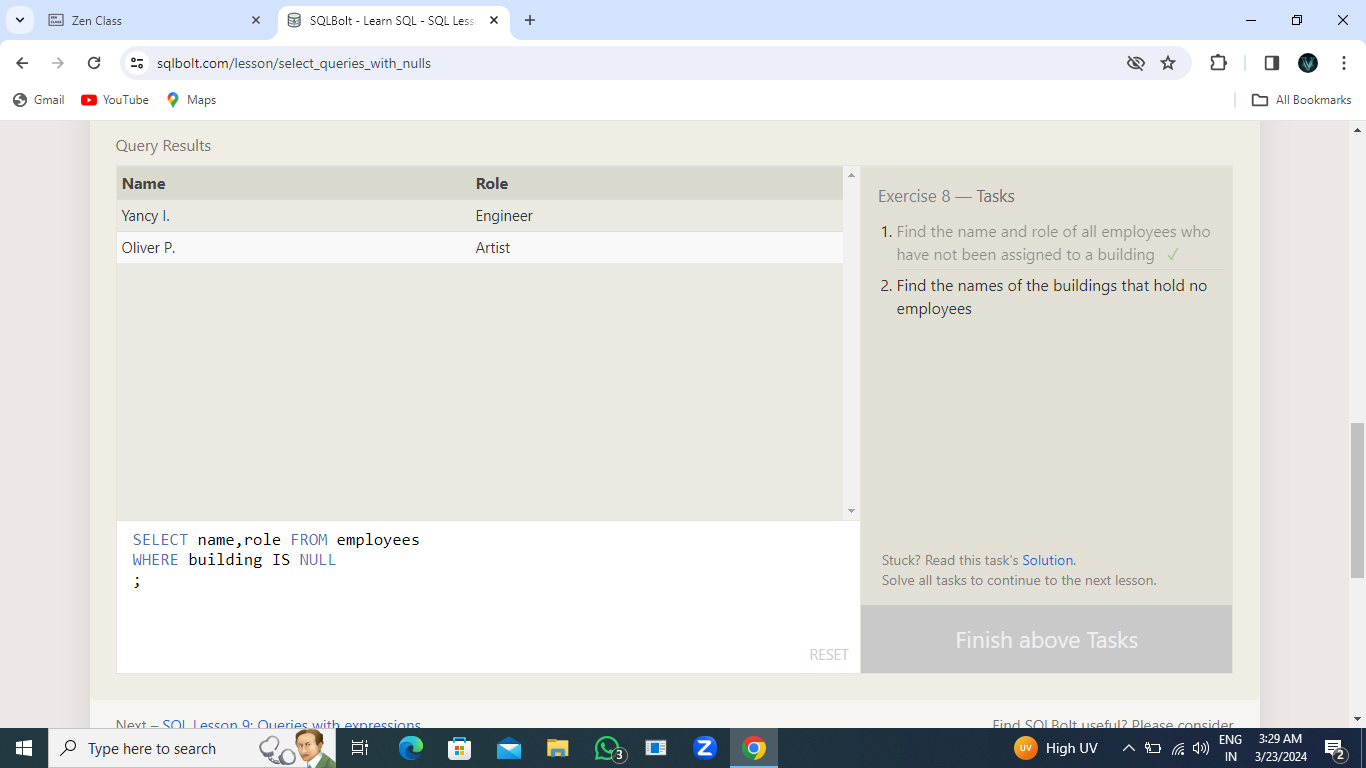 Zen Class
SQLBolt - Learn SQL - SQL Less
sqlbolt.com/lesson/select_queries_with_nulls
Gmail YouTube Maps All Bookmarks
Query Results
Name Role
Yancy I. Engineer
Oliver P. Artist
Exercise 8 — Tasks
1. Find the name and role of all employees who
have not been assigned to a building ✓
2. Find the names of the buildings that hold no
employees
SELECT name,role FROM employees
WHERE building IS NULL
;
RESET
Stuck? Read this task's Solution.
Solve all tasks to continue to the next lesson.
Finish above Tasks
Next – SQL Lesson 9: Queries with expressions
Find SQLBolt useful? Please consider
Type here to search
3
High UV
UV
ENG
IN
3:29 AM
3/23/2024
2